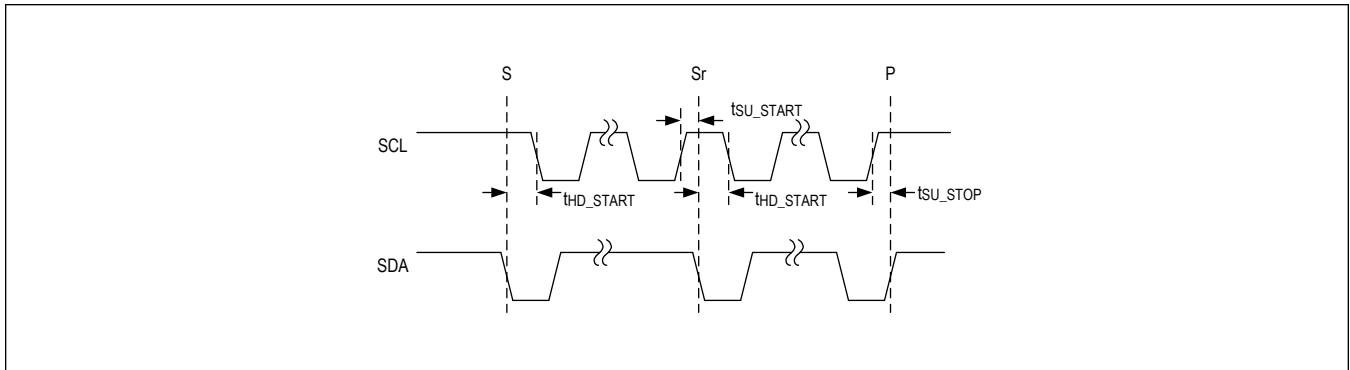 S Sr P
tSU_START
SCL
tHD_START tHD_START tSU_STOP
SDA